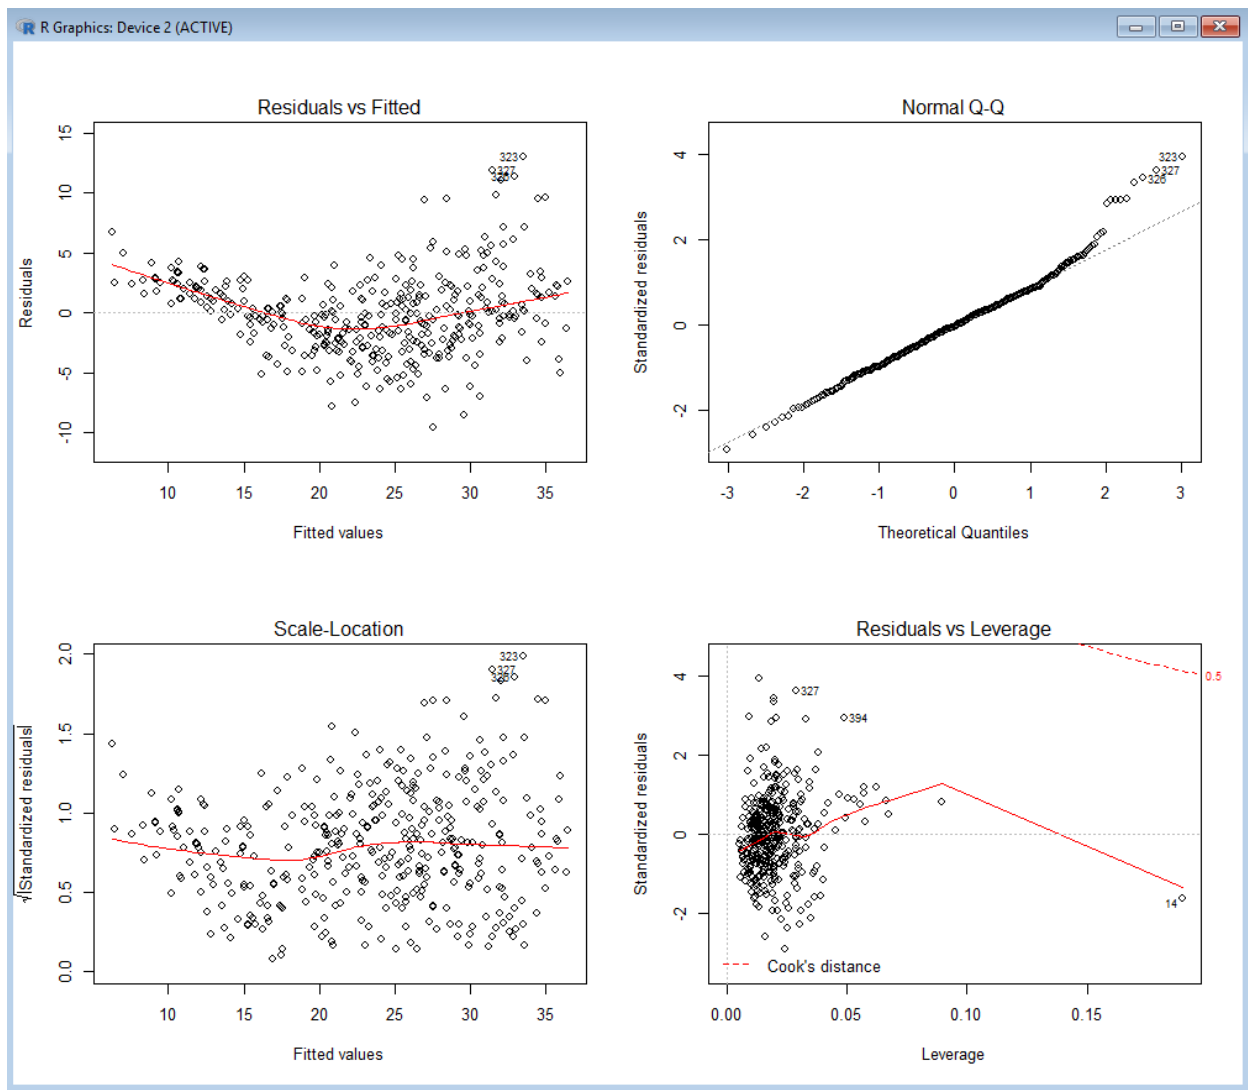 R Graphics: Device 2 (ACTIVE)
Residuals vs Fitted
Residuals
15
10
5
0
-5
-10
323
327
326
10 15 20 25 30 35
Fitted values
Normal Q-Q
Standardized residuals
4
2
0
-2
323
327
326
-3 -2 -1 0 1 2 3
Theoretical Quantiles
Scale-Location
√|Standardized residuals|
2.0
1.5
1.0
0.5
0.0
323
327
326
10 15 20 25 30 35
Fitted values
Residuals vs Leverage
Standardized residuals
4
2
0
-2
0.5
327
394
14
Cook's distance
0.00 0.05 0.10 0.15
Leverage